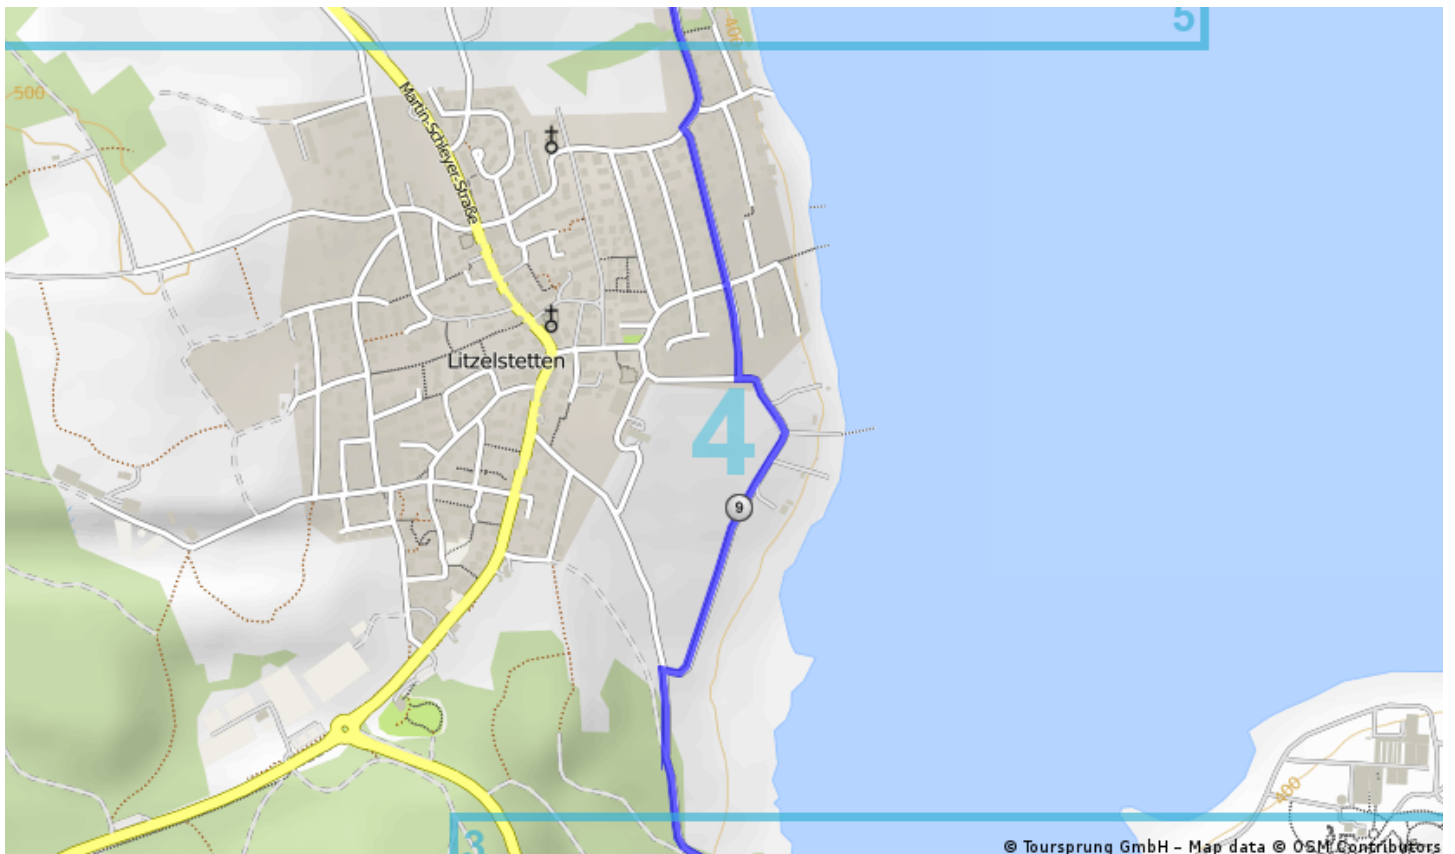 5
400
500
Martin-Schleyer-Straße
Litzelstetten
4
9
400
3
© Toursprung GmbH – Map data © OSM Contributors